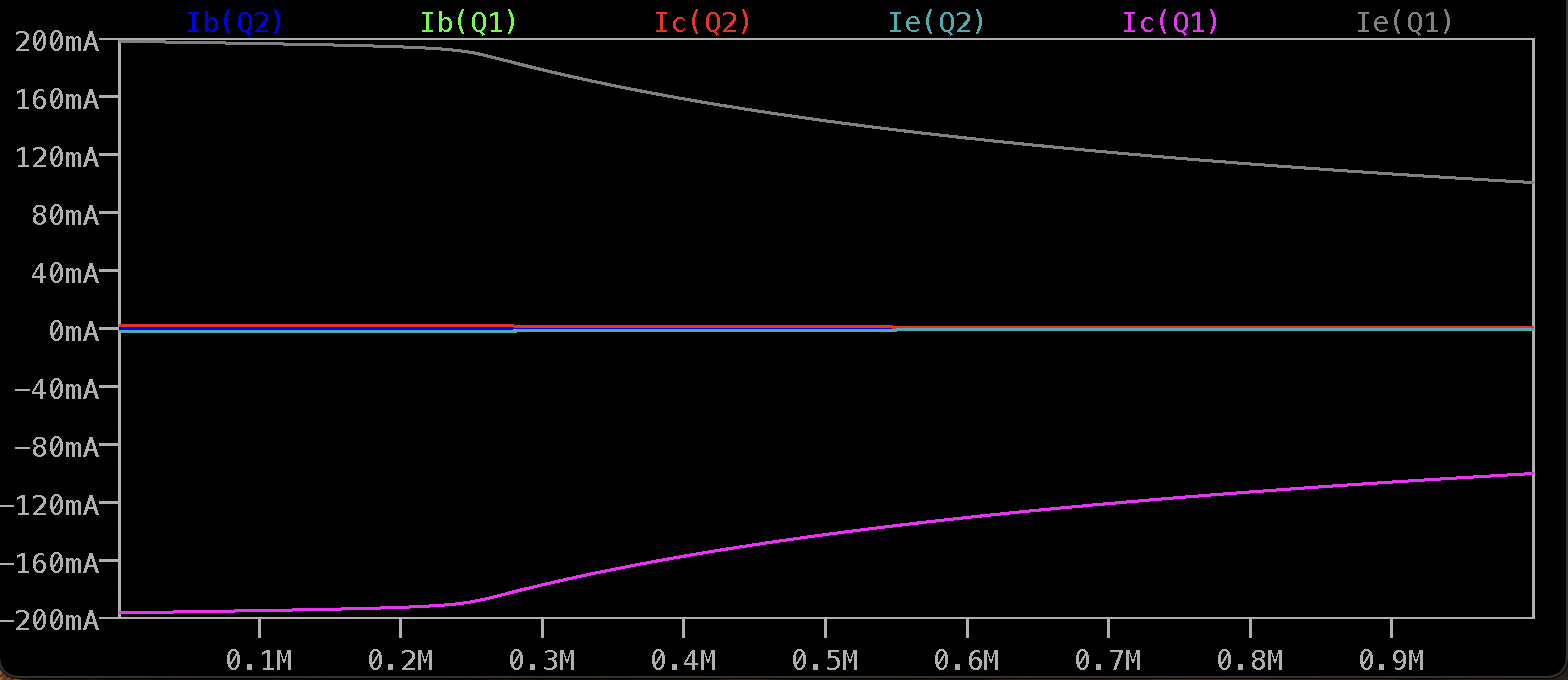 Ib(Q2) Ib(Q1) Ic(Q2) Ie(Q2) Ic(Q1) Ie(Q1)
200mA
160mA
120mA
80mA
40mA
0mA
−40mA
−80mA
−120mA
−160mA
−200mA
0.1M 0.2M 0.3M 0.4M 0.5M 0.6M 0.7M 0.8M 0.9M